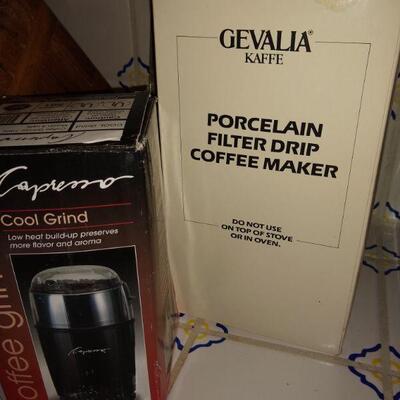 GEVALIA®
KAFFE
PORCELAIN
FILTER DRIP
COFFEE MAKER
DO NOT USE
ON TOP OF STOVE
OR IN OVEN.
Capresso
Cool Grind
Low heat build-up preserves
more flavor and aroma
Capresso
coffee grin